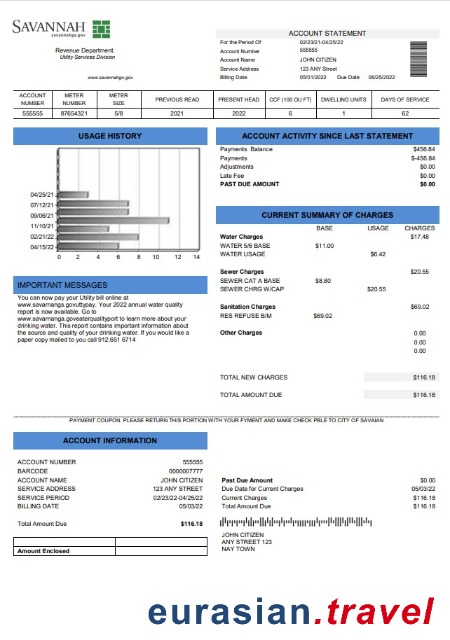 SAVANNAH
savannahga.gov
Revenue Department
Utility Services Division
www.savannahga.gov
ACCOUNT STATEMENT
For the Period Of 02/23/21-04/25/22
Account Number 555555
Account Name JOHN CITIZEN
Service Address 123 ANY Street
Billing Date 05/01/2022 Due Date 06/25/2022
ACCOUNT NUMBER METER NUMBER METER SIZE PREVIOUS READ PRESENT HEAD CCF (100 OU FT) DWELLING UNITS DAYS OF SERVICE
555555 87654321 5/8 2021 2022 6 1 62
USAGE HISTORY
04/25/21
07/12/21
09/06/21
11/10/21
02/21/22
04/15/22
0 2 4 6 8 10 12 14
IMPORTANT MESSAGES
You can now pay your Utility bill online at
www.savarnanga.gov.uttypay. Your 2022 annual water quality
report is now available. Go to
www.savannanga.goveaterqualityport to learn more about your
drinking water. This report contains important information about
the source and quality of your drinking water. If you would like a
paper copy mailed to you call 912.651 6714
ACCOUNT ACTIVITY SINCE LAST STATEMENT
Payments Balance $456.84
Payments $-456.84
Adjustments $0.00
Late Fee $0.00
PAST DUE AMOUNT $0.00
CURRENT SUMMARY OF CHARGES
BASE USAGE CHARGES
Water Charges $17.48
WATER 5/6 BASE $11.00
WATER USAGE $6.42
Sewer Charges $20.55
SEWER CAT A BASE $8.80
SEWER CHRG W/CAP $20.55
Sanitation Charges $69.02
RES REFUSE B/M $69.02
Other Charges 0.00
0.00
0.00
TOTAL NEW CHARGES $116.18
TOTAL AMOUNT DUE $116.18
PAYMENT COUPON. PLEASE RETURN THIS PORTION WITH YOUR FYMENT AND MAKE CHECK PBLE TO CITY OF SAVAIAN
ACCOUNT INFORMATION
ACCOUNT NUMBER 555555
BARCODE 0000007777
ACCOUNT NAME JOHN CITIZEN
SERVICE ADDRESS 123 ANY STREET
SERVICE PERIOD 02/23/22-04/25/22
BILLING DATE 05/03/22
Total Amount Due $116.18
Amount Enclosed
Past Due Amount $0.00
Due Date for Current Charges 05/03/22
Current Charges $116.18
Total Amount Due $116.18
JOHN CITIZEN
ANY STREET 123
NAY TOWN
eurasian.travel